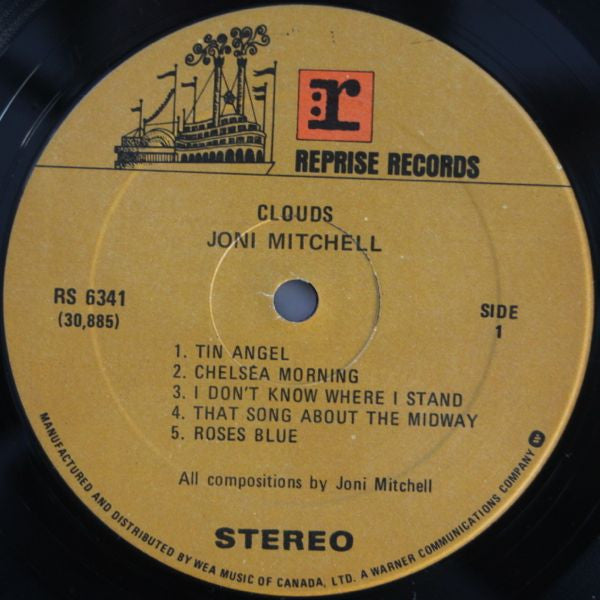 :r
REPRISE RECORDS
CLOUDS
JONI MITCHELL
RS 6341
(30,885)
SIDE
1
1. TIN ANGEL
2. CHELSEA MORNING
3. I DON'T KNOW WHERE I STAND
4. THAT SONG ABOUT THE MIDWAY
5. ROSES BLUE
All compositions by Joni Mitchell
STEREO
MANUFACTURED AND DISTRIBUTED BY WEA MUSIC OF CANADA, LTD. A WARNER COMMUNICATIONS COMPANY W